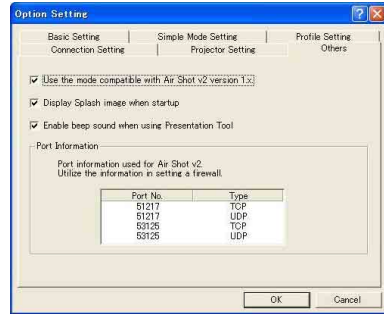 Option Setting
Basic Setting Simple Mode Setting Profile Setting
Connection Setting Projector Setting Others
Use the mode compatible with Air Shot v2 version 1.x.
Display Splash image when startup
Enable beep sound when using Presentation Tool
Port Information
Port information used for Air Shot v2.
Utilize the information in setting a firewall.
Port No. Type
51217 TCP
51217 UDP
53125 TCP
53125 UDP
OK Cancel